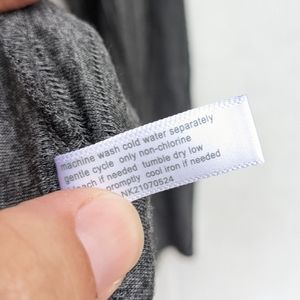 machine wash cold water separately
gentle cycle only non-chlorine
if needed tumble dry low
promptly cool iron if needed
NK21070524